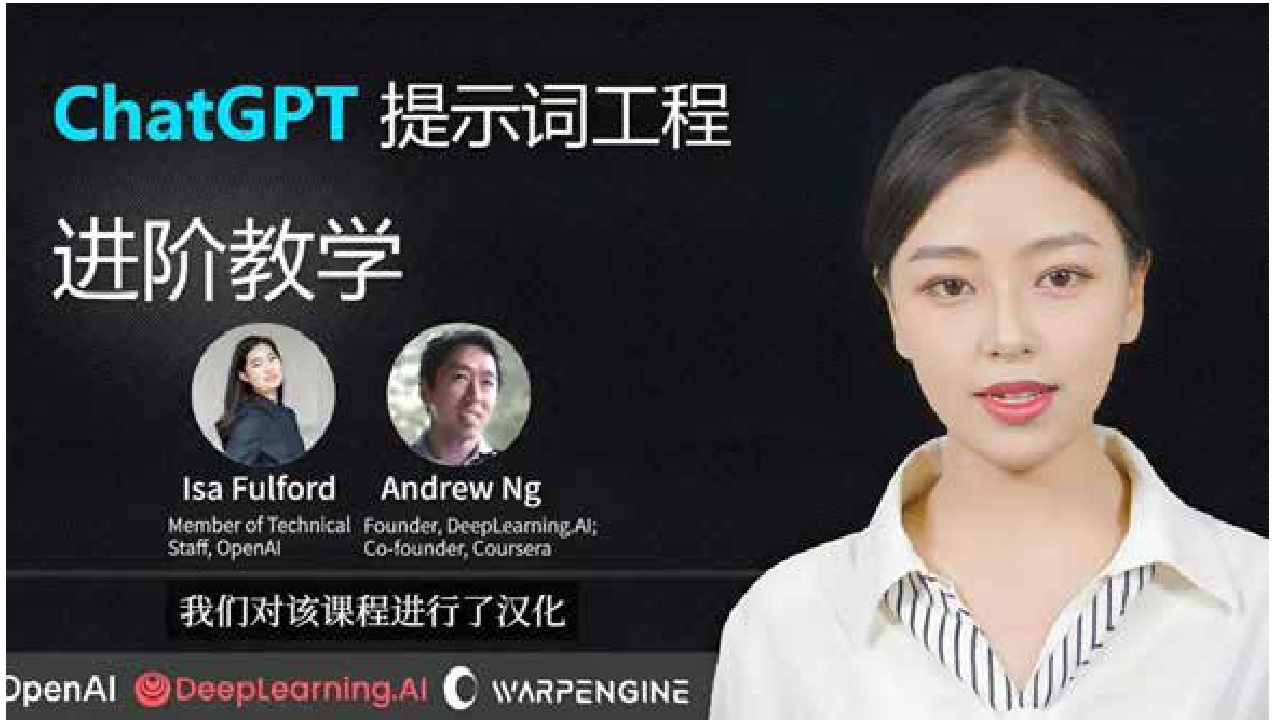 ChatGPT 提示词工程
进阶教学
Isa Fulford
Member of Technical
Staff, OpenAI
Andrew Ng
Founder, DeepLearning.AI;
Co-founder, Coursera
我们对该课程进行了汉化
OpenAI DeepLearning.AI WARPENGINE